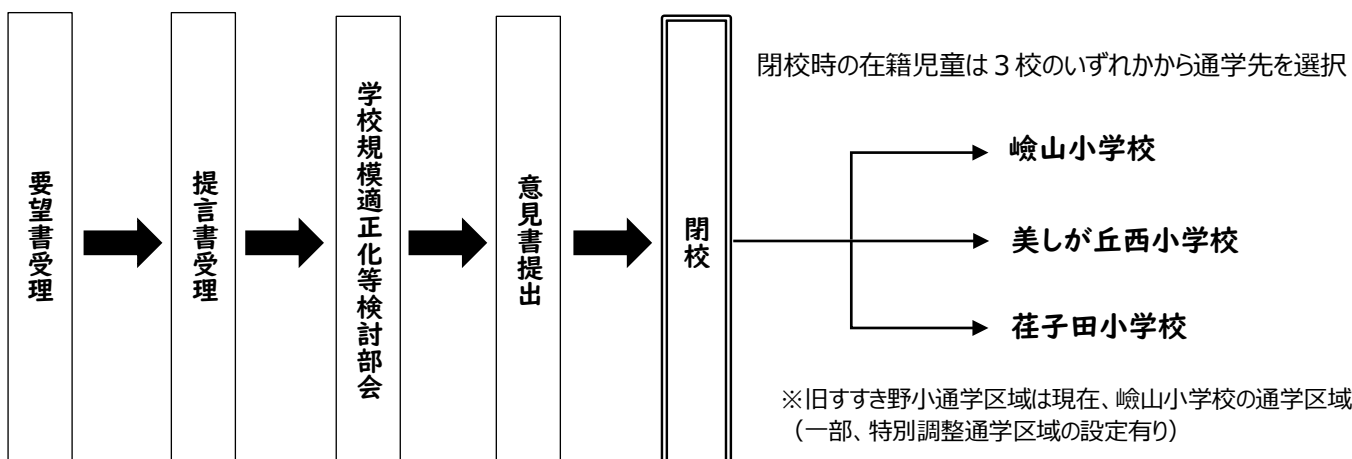 要望書受理
提言書受理
学校規模適正化等検討部会
意見書提出
閉校
閉校時の在籍児童は３校のいずれかから通学先を選択
嶮山小学校
美しが丘西小学校
荏子田小学校
※旧すすき野小通学区域は現在、嶮山小学校の通学区域
（一部、特別調整通学区域の設定有り）